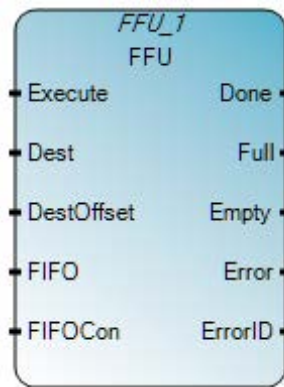 FFU_1
FFU
Execute Done
Dest Full
DestOffset Empty
FIFO Error
FIFOCon ErrorID